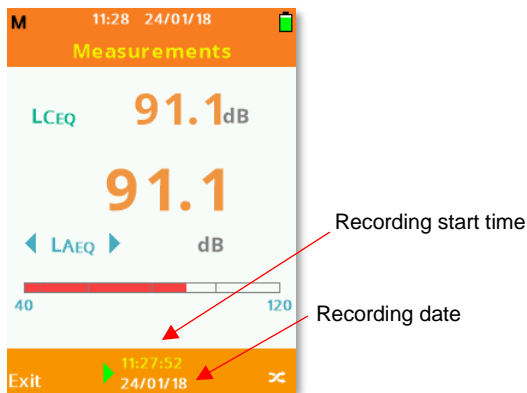 M 11:28 24/01/18
Measurements
LCEQ 91.1dB
91.1
LAEQ dB
40 120
Recording start time
Recording date
11:27:52
Exit 24/01/18